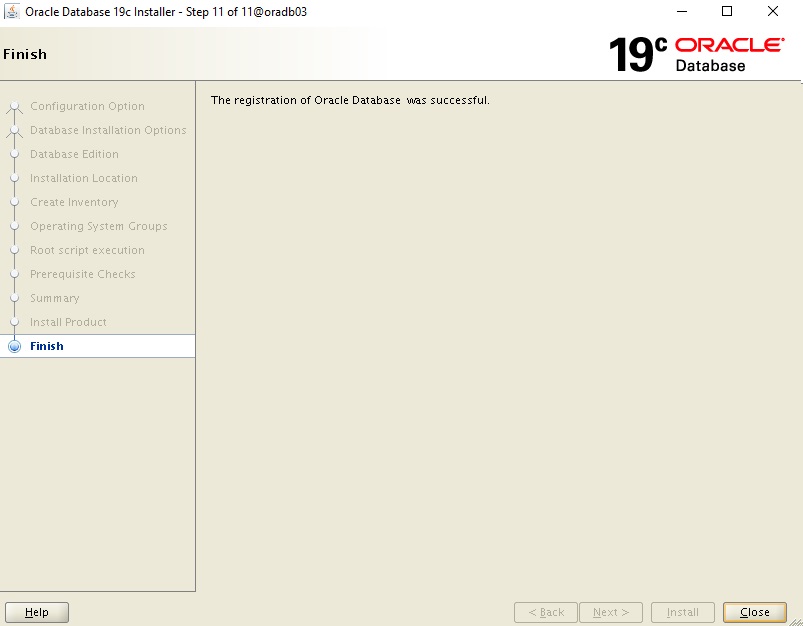 Oracle Database 19c Installer - Step 11 of 11@oradb03
Finish
19c ORACLE
Database
Configuration Option
Database Installation Options
Database Edition
Installation Location
Create Inventory
Operating System Groups
Root script execution
Prerequisite Checks
Summary
Install Product
Finish
The registration of Oracle Database was successful.
Help
< Back
Next >
Install
Close